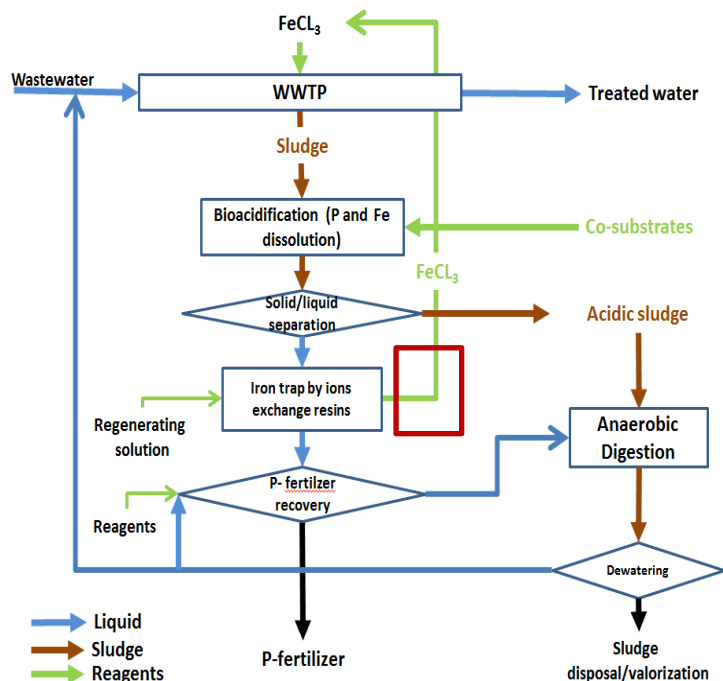 FeCL3
Wastewater
WWTP
Treated water
Sludge
Bioacidification (P and Fe
dissolution)
Co-substrates
FeCL3
Solid/liquid
separation
Acidic sludge
Iron trap by ions
exchange resins
Regenerating
solution
Anaerobic
Digestion
P- fertilzer
recovery
Reagents
Dewatering
Liquid
Sludge
Reagents
P-fertilizer
Sludge
disposal/valorization